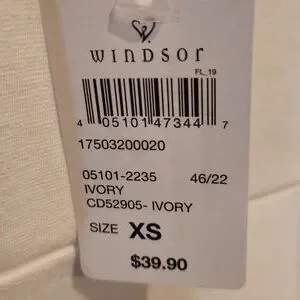 WINDSOR
FL_19
4 05101 47344 7
17503200020
05101-2235 46/22
IVORY
CD52905- IVORY
SIZE XS
$39.90